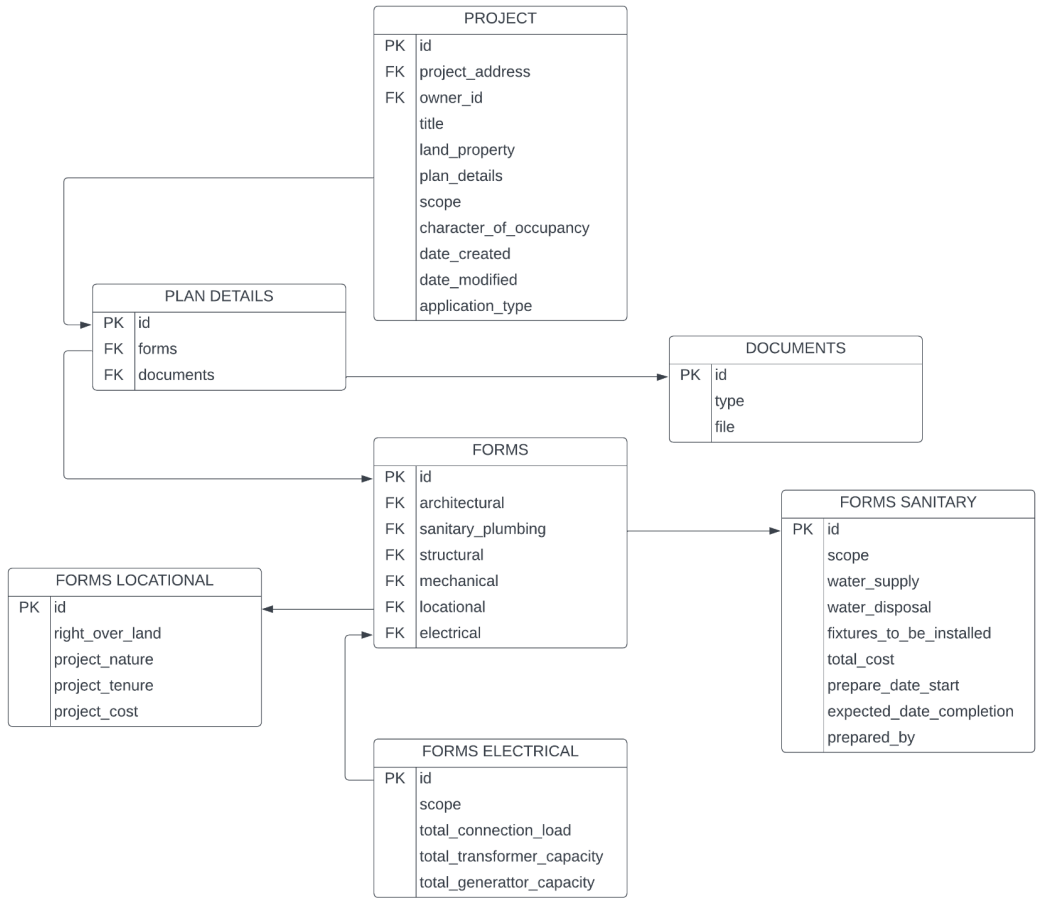 PROJECT
PK id
FK project_address
FK owner_id
title
land_property
plan_details
scope
character_of_occupancy
date_created
date_modified
application_type
PLAN DETAILS
PK id
FK forms
FK documents
DOCUMENTS
PK id
type
file
FORMS
PK id
FK architectural
FK sanitary_plumbing
FK structural
FK mechanical
FK locational
FK electrical
FORMS SANITARY
PK id
scope
water_supply
water_disposal
fixtures_to_be_installed
total_cost
prepare_date_start
expected_date_completion
prepared_by
FORMS LOCATIONAL
PK id
right_over_land
project_nature
project_tenure
project_cost
FORMS ELECTRICAL
PK id
scope
total_connection_load
total_transformer_capacity
total_generattor_capacity